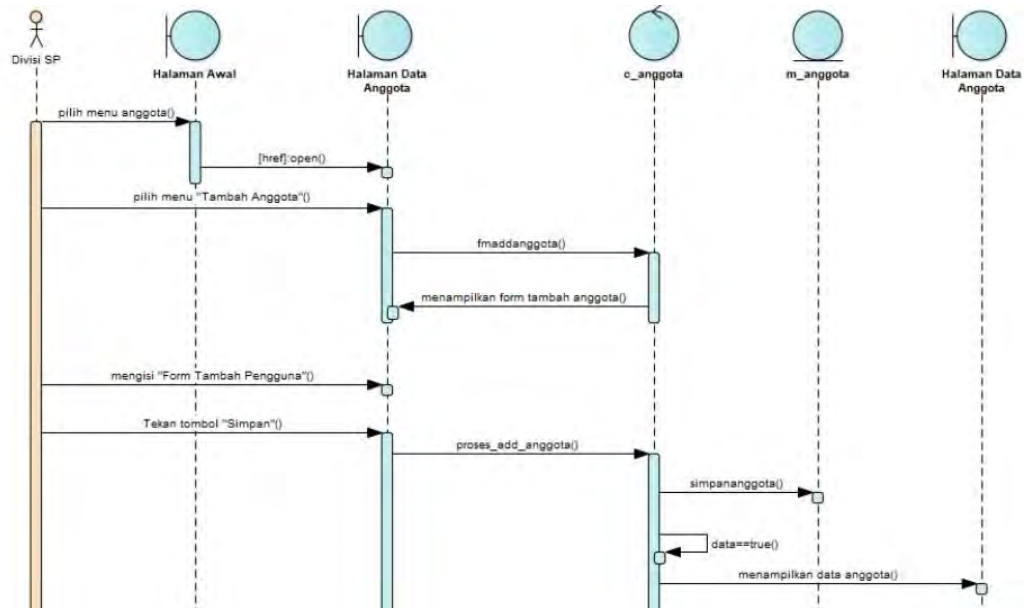 Divisi SP
Halaman Awal
Halaman Data
Anggota
c_anggota
m_anggota
Halaman Data
Anggota
pilih menu anggota()
[href]:open()
pilih menu "Tambah Anggota"()
fmaddanggota()
menampilkan form tambah anggota()
mengisi "Form Tambah Pengguna"()
Tekan tombol "Simpan"()
proses_add_anggota()
simpananggota()
data==true()
menampilkan data anggota()